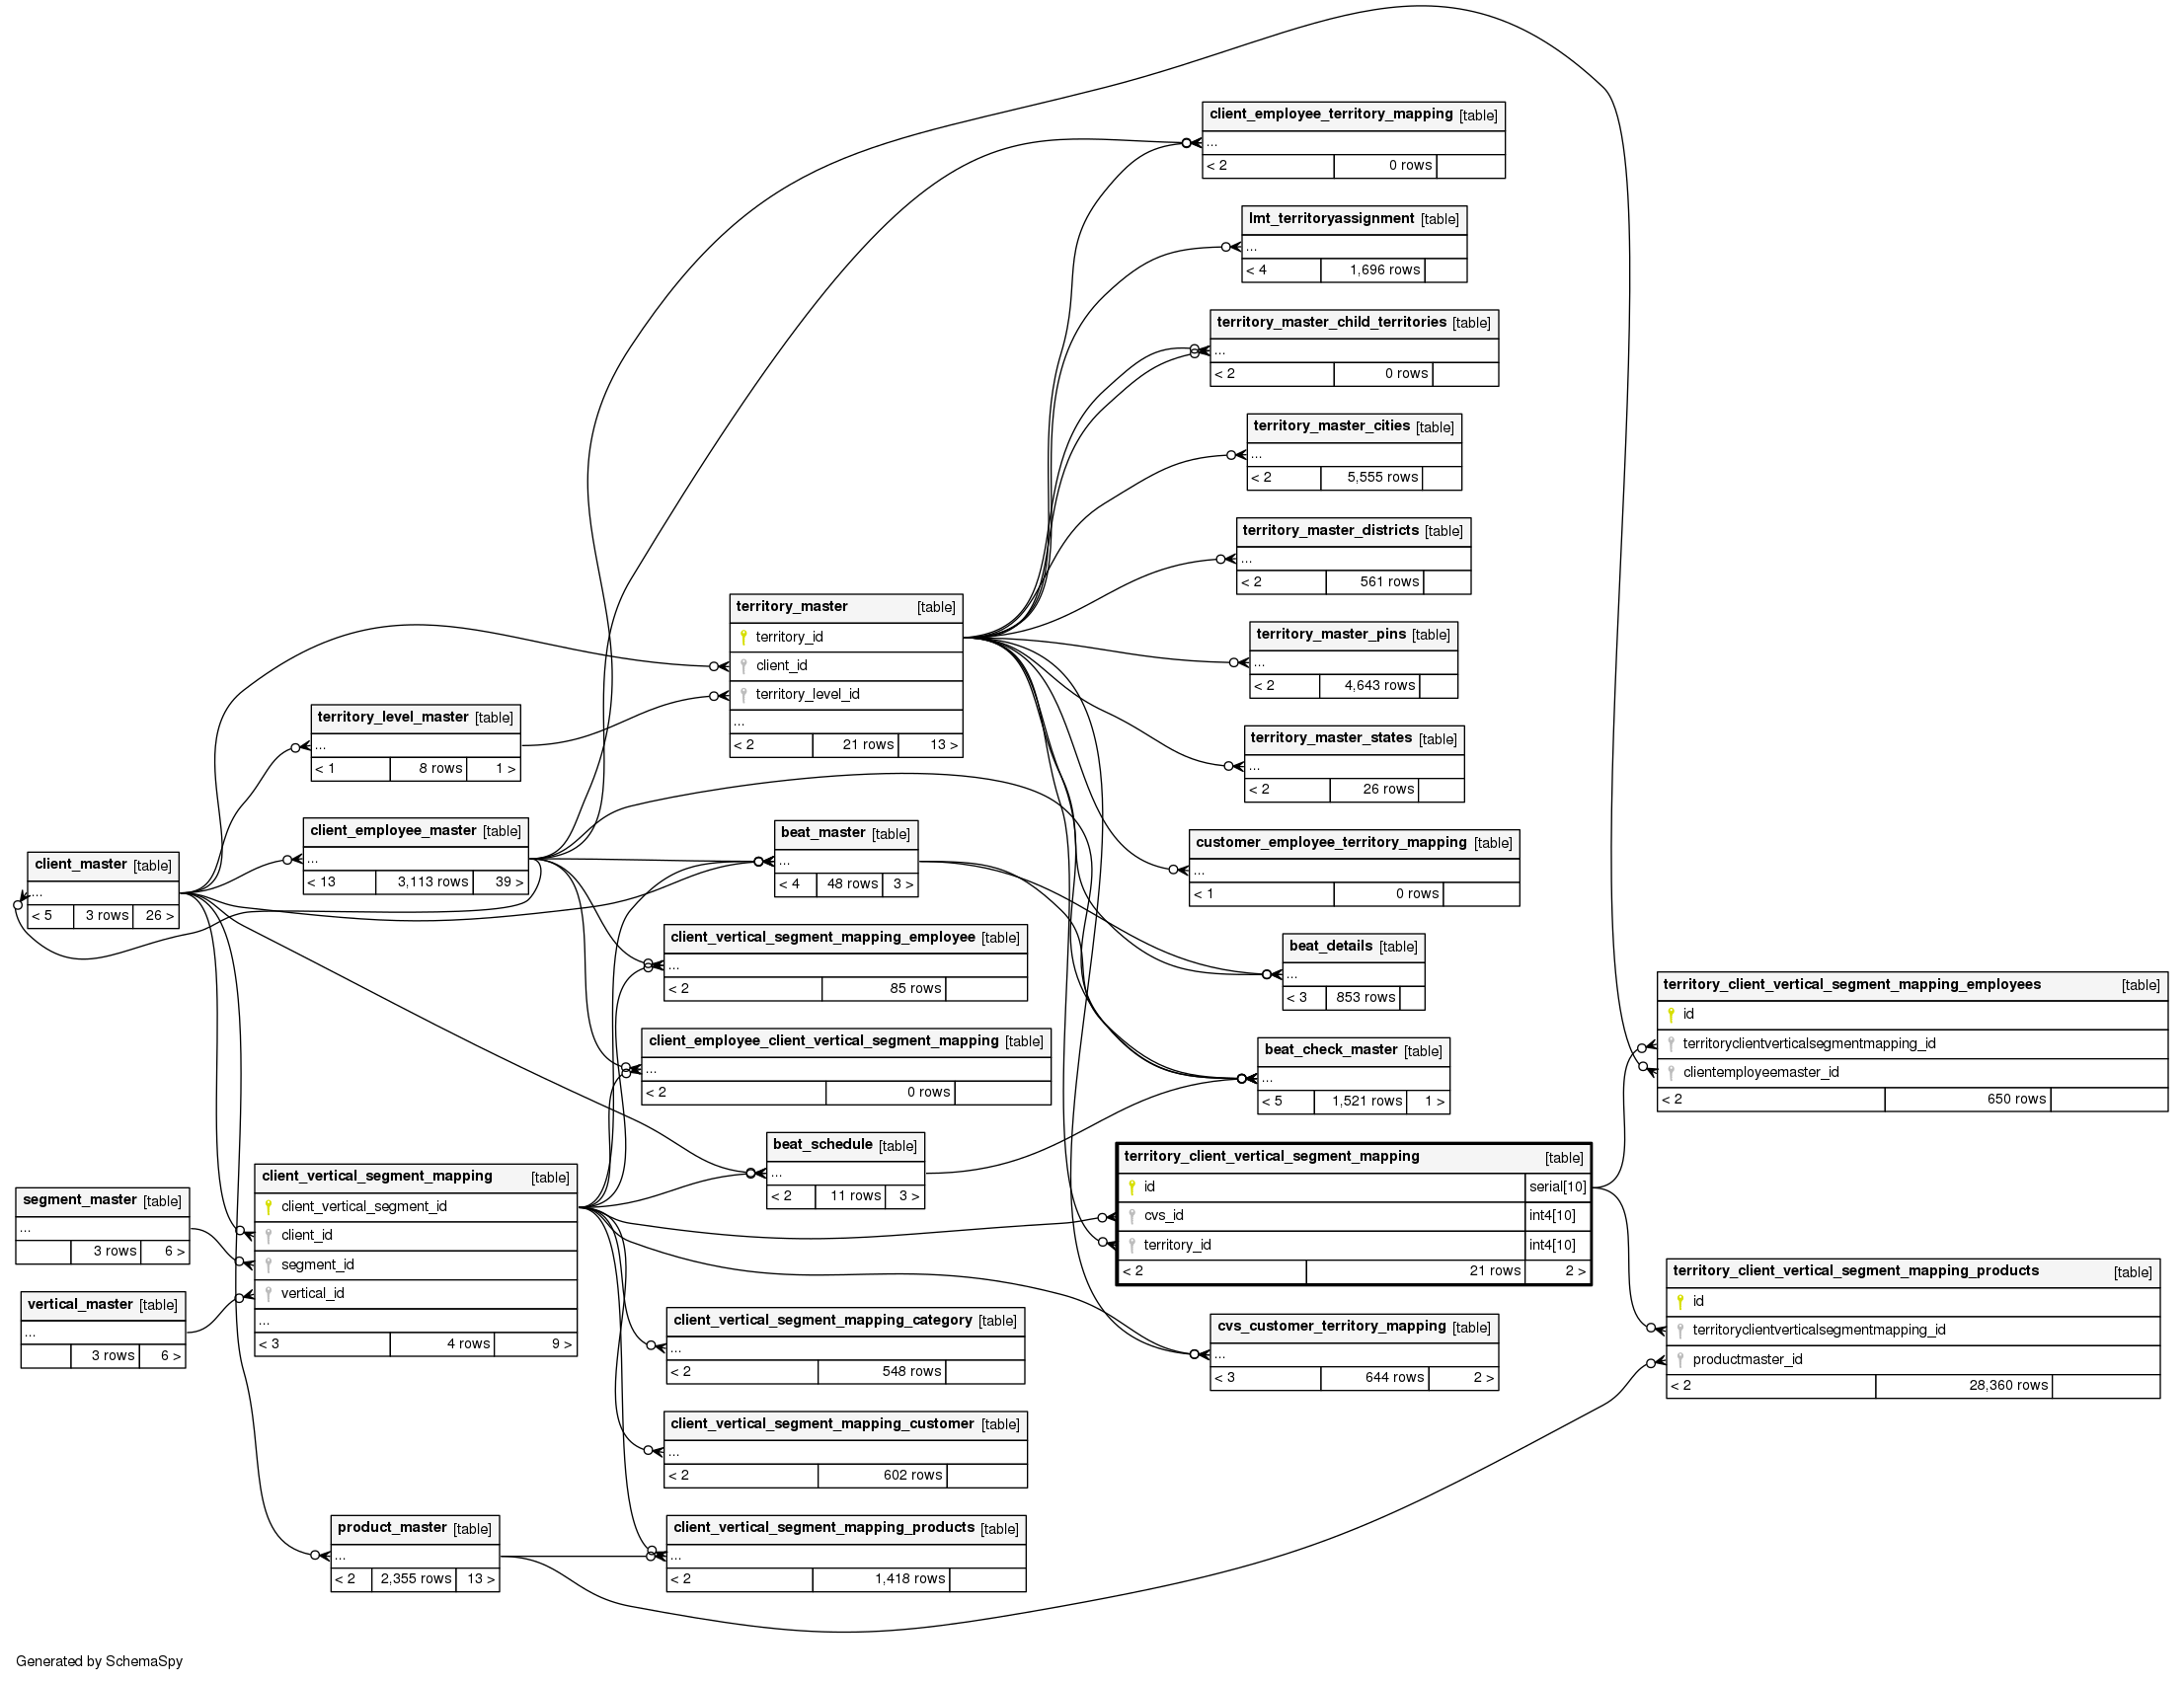 client_employee_territory_mapping [table]
...
< 2 0 rows
lmt_territoryassignment [table]
...
< 4 1,696 rows
territory_master_child_territories [table]
...
< 2 0 rows
territory_master_cities [table]
...
< 2 5,555 rows
territory_master_districts [table]
...
< 2 561 rows
territory_master [table]
territory_id
client_id
territory_level_id
...
< 2 21 rows 13 >
territory_master_pins [table]
...
< 2 4,643 rows
territory_level_master [table]
...
< 1 8 rows 1 >
territory_master_states [table]
...
< 2 26 rows
client_employee_master [table]
...
< 13 3,113 rows 39 >
beat_master [table]
...
< 4 48 rows 3 >
customer_employee_territory_mapping [table]
...
< 1 0 rows
client_master [table]
...
< 5 3 rows 26 >
client_vertical_segment_mapping_employee [table]
...
< 2 85 rows
beat_details [table]
...
< 3 853 rows
territory_client_vertical_segment_mapping_employees [table]
id
territoryclientverticalsegmentmapping_id
clientemployeemaster_id
< 2 650 rows
client_employee_client_vertical_segment_mapping [table]
...
< 2 0 rows
beat_check_master [table]
...
< 5 1,521 rows 1 >
beat_schedule [table]
...
< 2 11 rows 3 >
territory_client_vertical_segment_mapping [table]
id serial[10]
cvs_id int4[10]
territory_id int4[10]
< 2 21 rows 2 >
client_vertical_segment_mapping [table]
client_vertical_segment_id
client_id
segment_id
vertical_id
...
< 3 4 rows 9 >
segment_master [table]
...
3 rows 6 >
vertical_master [table]
...
3 rows 6 >
territory_client_vertical_segment_mapping_products [table]
id
territoryclientverticalsegmentmapping_id
productmaster_id
< 2 28,360 rows
client_vertical_segment_mapping_category [table]
...
< 2 548 rows
cvs_customer_territory_mapping [table]
...
< 3 644 rows 2 >
client_vertical_segment_mapping_customer [table]
...
< 2 602 rows
product_master [table]
...
< 2 2,355 rows 13 >
client_vertical_segment_mapping_products [table]
...
< 2 1,418 rows
Generated by SchemaSpy